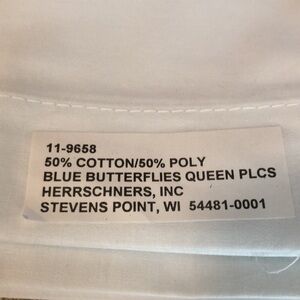 11-9658
50% COTTON/50% POLY
BLUE BUTTERFLIES QUEEN PLCS
HERRSCHNERS, INC
STEVENS POINT, WI 54481-0001